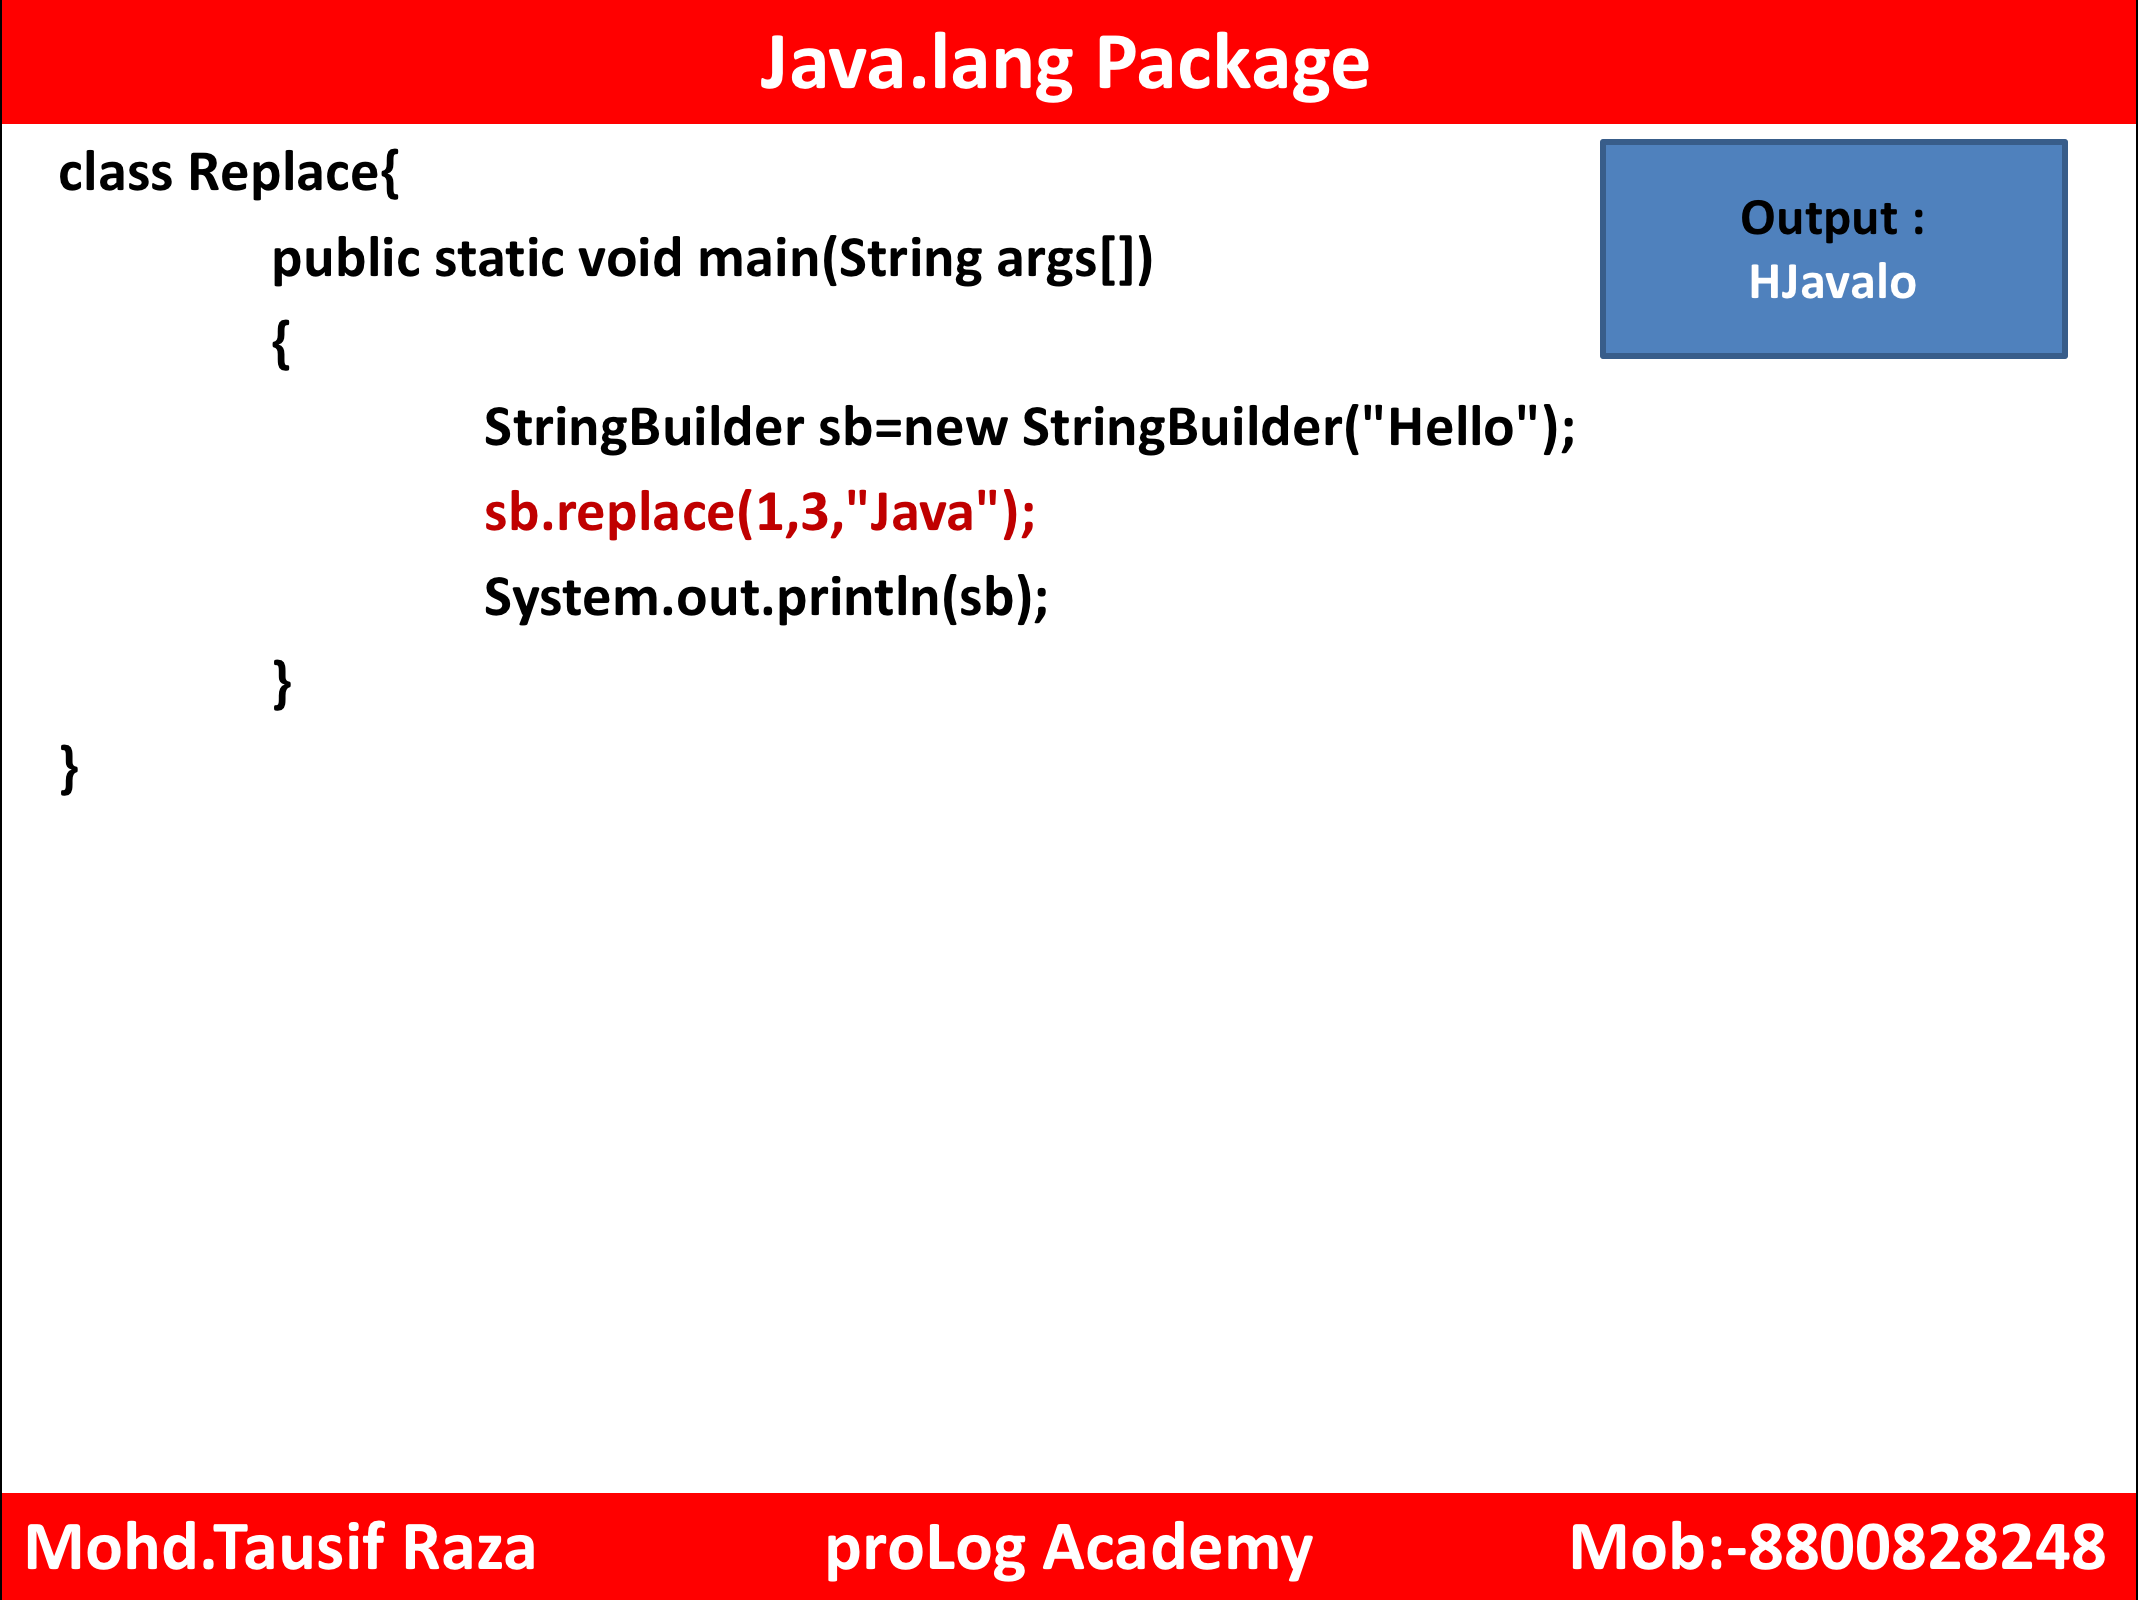 Java.lang Package
class Replace{
public static void main(String args[])
{
StringBuilder sb=new StringBuilder("Hello");
sb.replace(1,3,"Java");
System.out.println(sb);
}
}
Output :
HJavalo
Mohd.Tausif Raza proLog Academy Mob:-8800828248